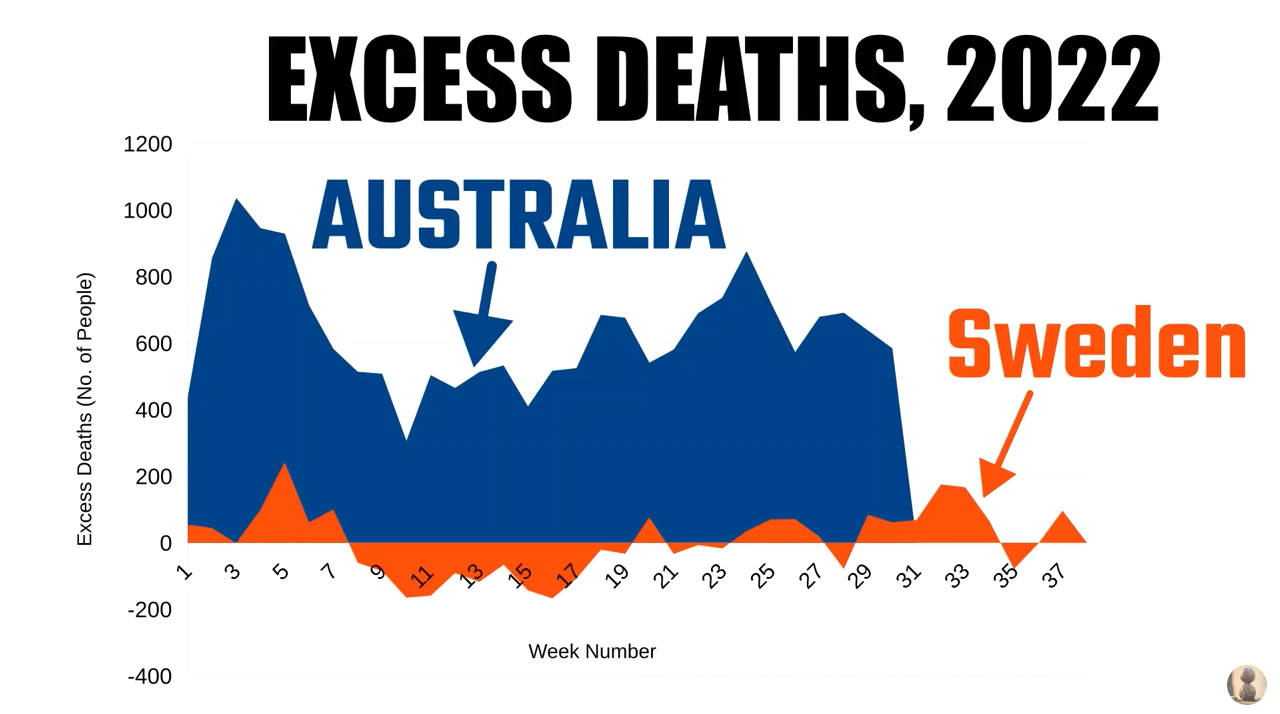 EXCESS DEATHS, 2022
1200
1000
800
600
400
200
0
-200
-400
Excess Deaths (No. of People)
AUSTRALIA
Sweden
1 3 5 7 9 11 13 15 17 19 21 23 25 27 29 31 33 35 37
Week Number